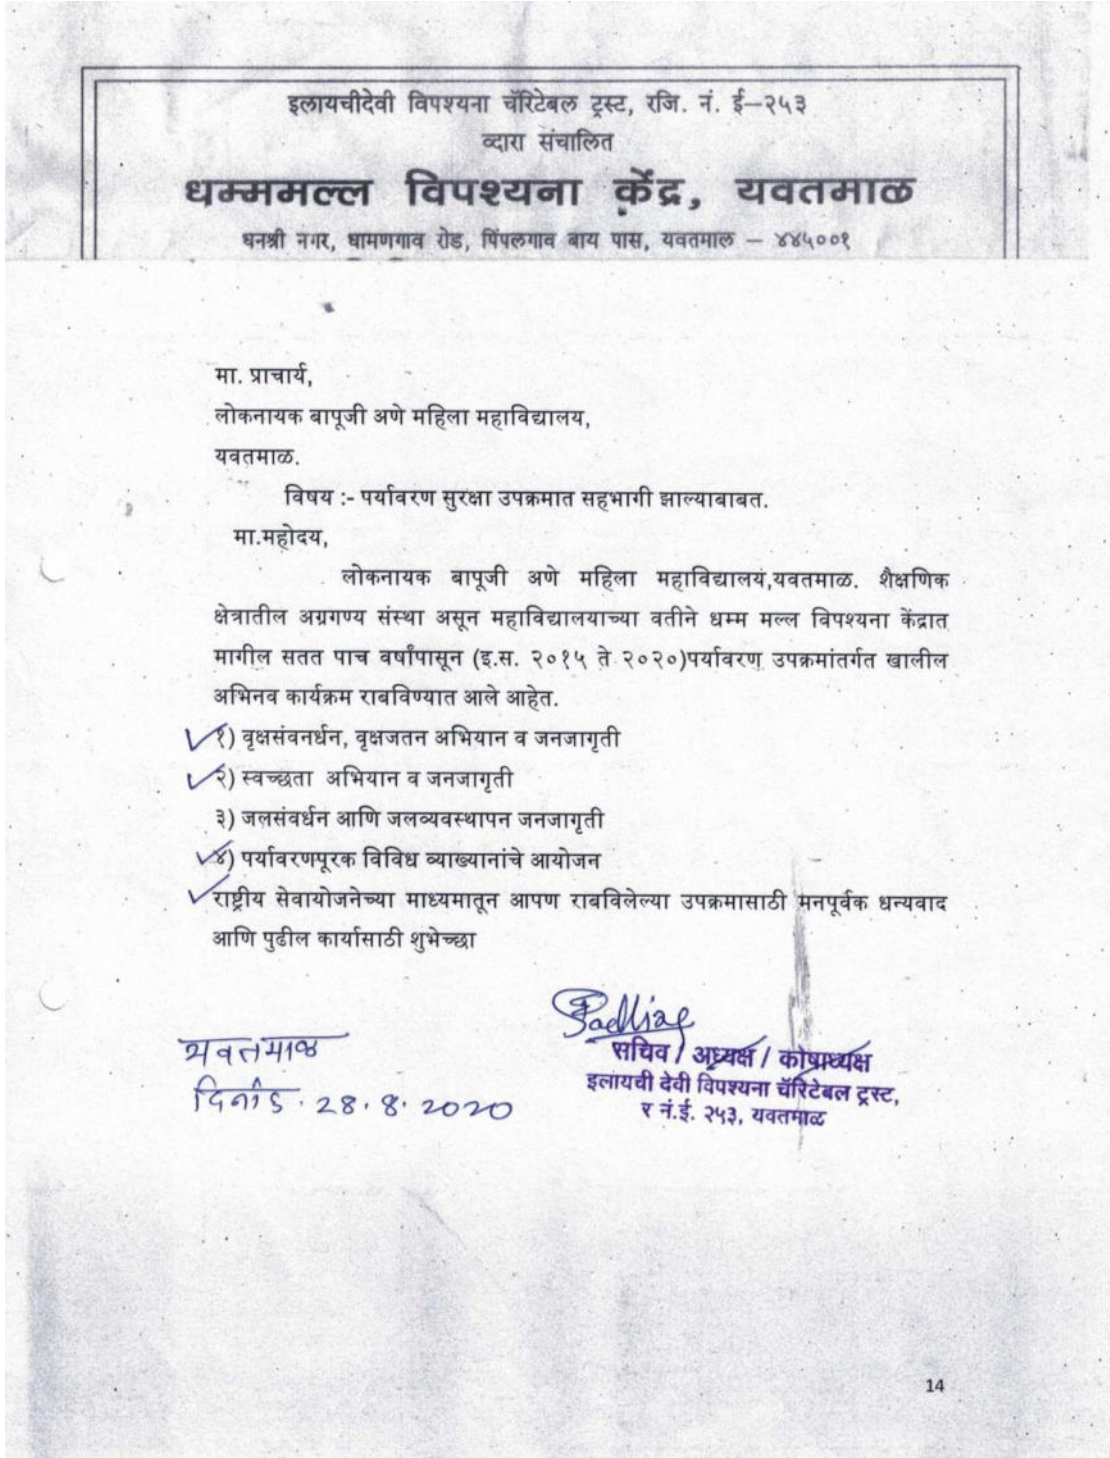 इलायचीदेवी विपश्यना चॅरिटेबल ट्रस्ट, रजि. नं. ई–२५३
व्दारा संचालित
धम्ममल्ल विपश्यना केंद्र, यवतमाळ
धनश्री नगर, धामणगाव रोड, पिंपलगाव बाय पास, यवतमाल – ४४५००१
मा. प्राचार्य,
लोकनायक बापूजी अणे महिला महाविद्यालय,
यवतमाळ.
विषय :- पर्यावरण सुरक्षा उपक्रमात सहभागी झाल्याबाबत.
मा.महोदय,
लोकनायक बापूजी अणे महिला महाविद्यालय,यवतमाळ. शैक्षणिक
क्षेत्रातील अग्रगण्य संस्था असून महाविद्यालयाच्या वतीने धम्म मल्ल विपश्यना केंद्रात
मागील सतत पाच वर्षांपासून (इ.स. २०१५ ते २०२०)पर्यावरण उपक्रमांतर्गत खालील
अभिनव कार्यक्रम राबविण्यात आले आहेत.
१) वृक्षसंवनर्धन, वृक्षजतन अभियान व जनजागृती
२) स्वच्छता अभियान व जनजागृती
३) जलसंवर्धन आणि जलव्यवस्थापन जनजागृती
४) पर्यावरणपूरक विविध व्याख्यानांचे आयोजन
राष्ट्रीय सेवायोजनेच्या माध्यमातून आपण राबविलेल्या उपक्रमासाठी मनपूर्वक धन्यवाद
आणि पुढील कार्यासाठी शुभेच्छा
यवतमाळ
दिनांक. 28.8.2020
सचिव / अध्यक्ष / कोषाध्यक्ष
इलायची देवी विपश्यना चॅरिटेबल ट्रस्ट,
र नं.ई. २५३, यवतमाळ
14